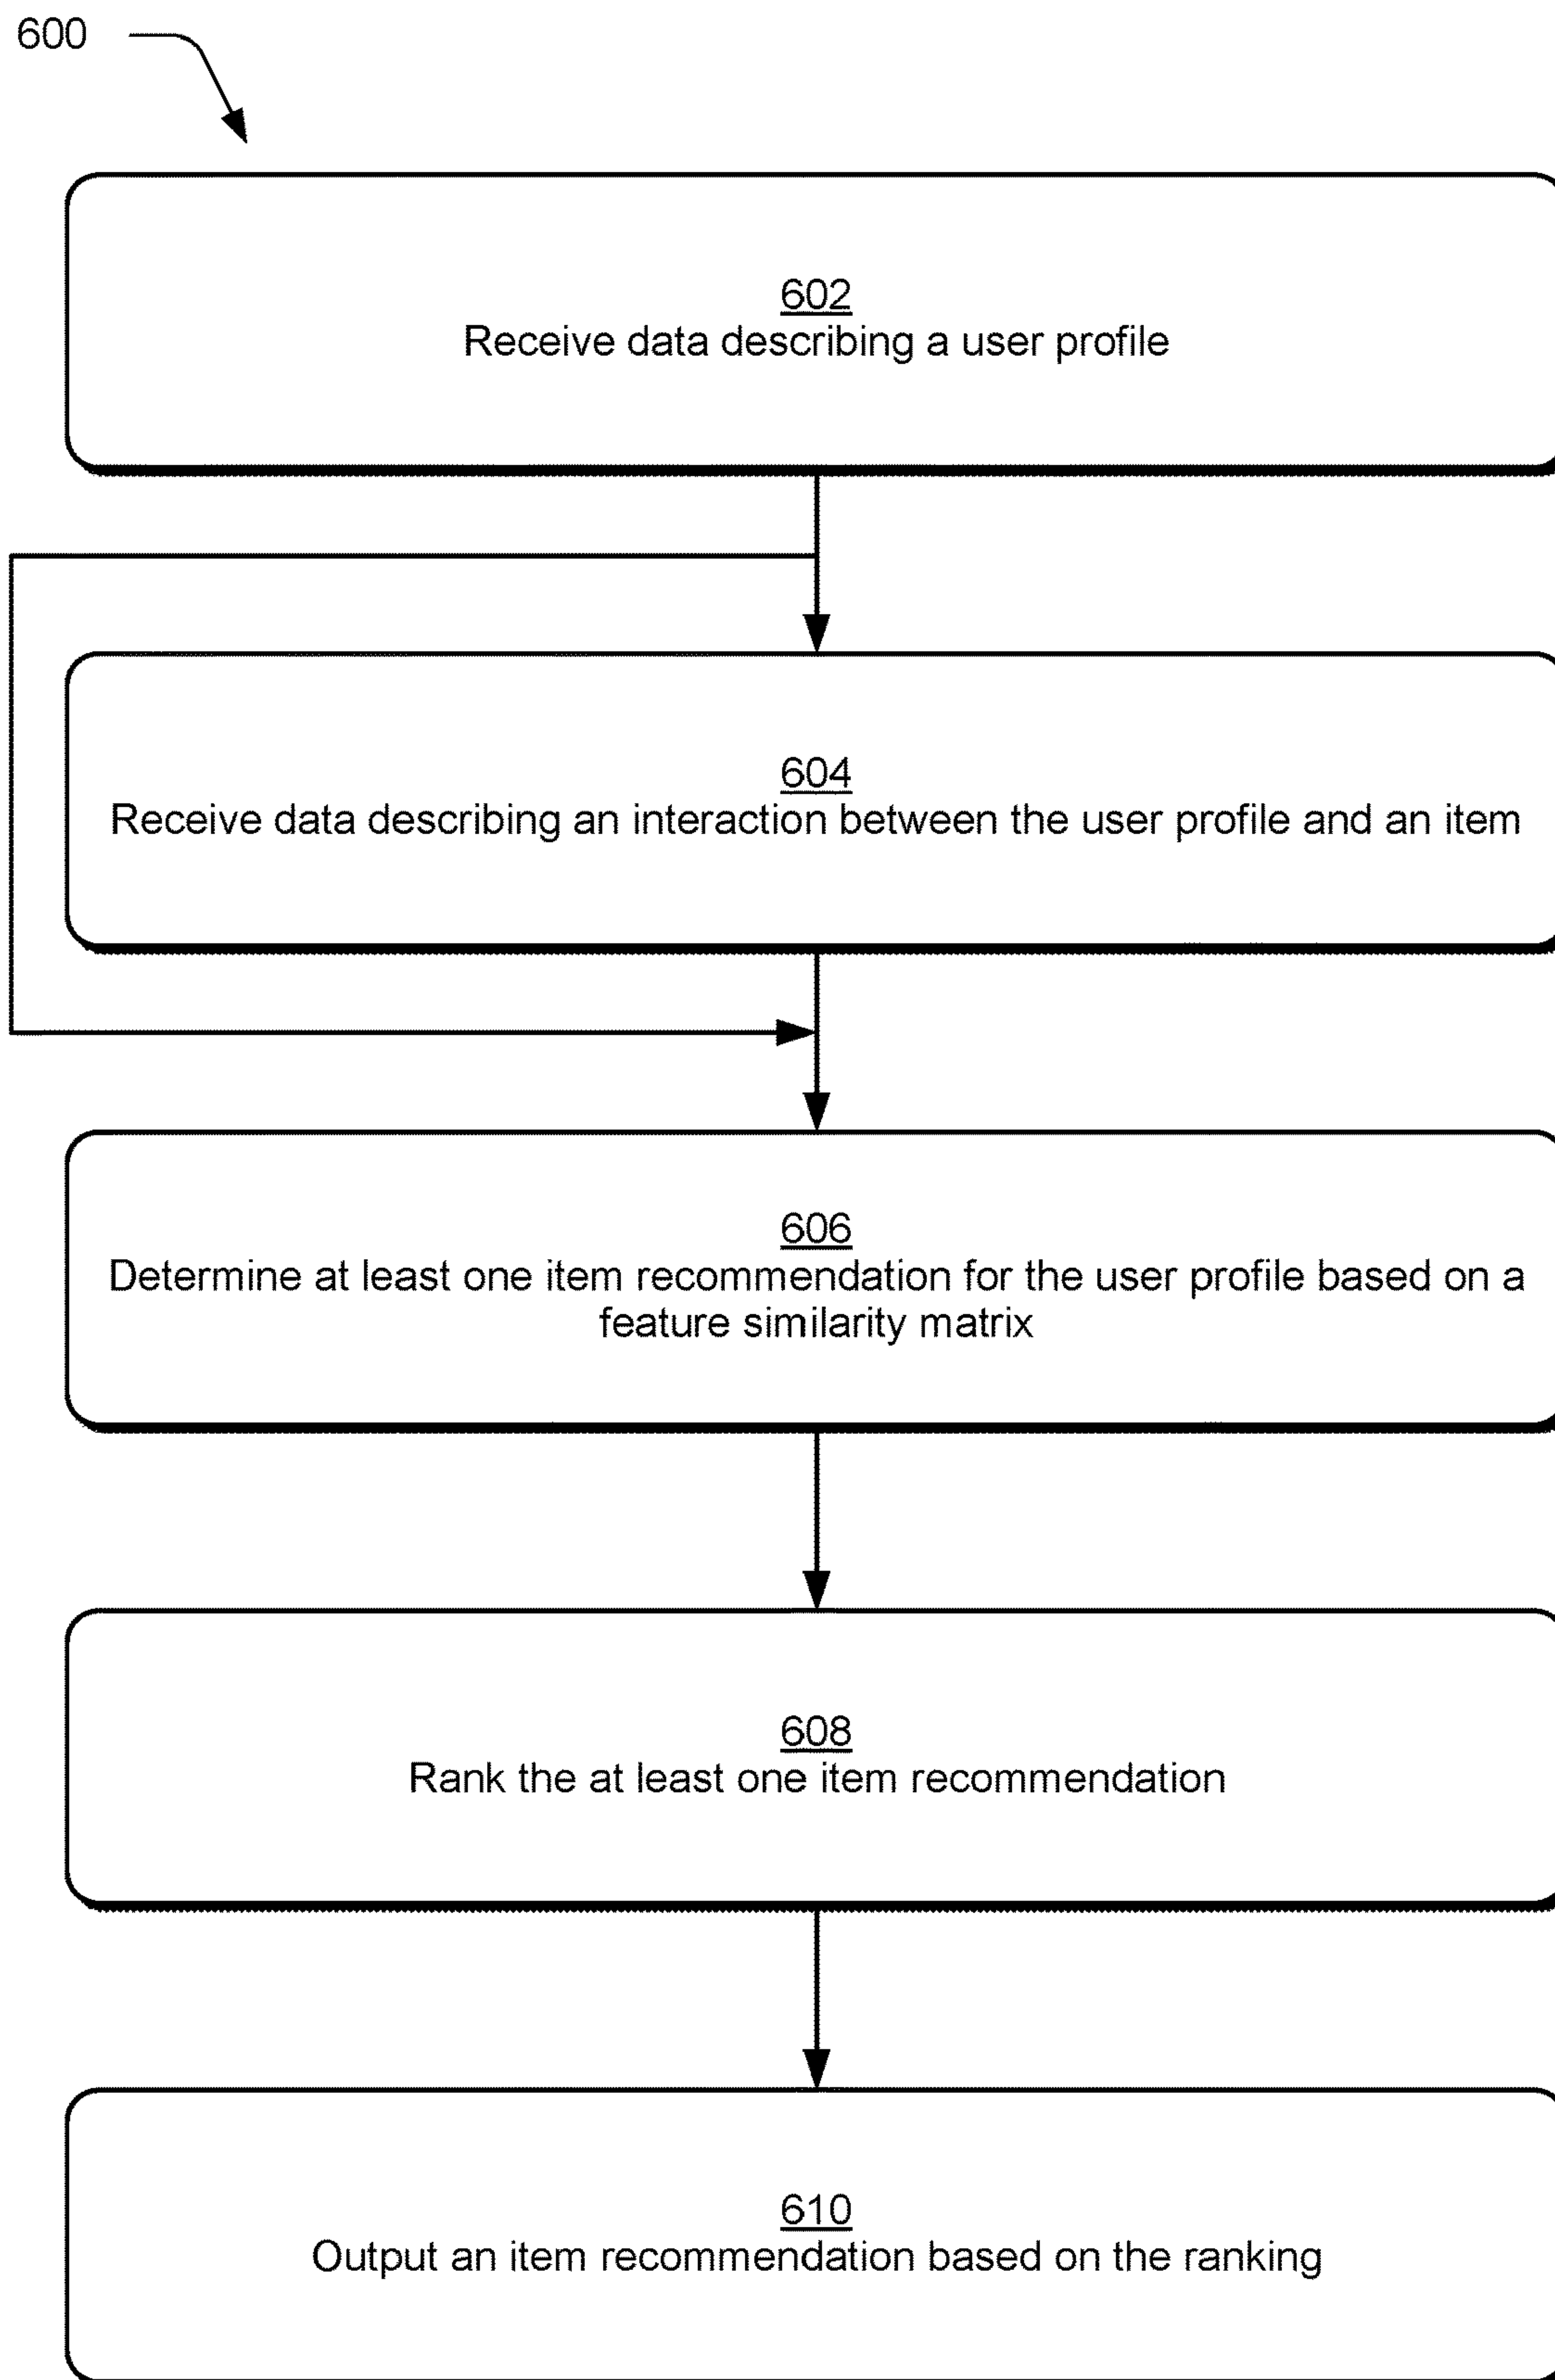 600
602
Receive data describing a user profile
604
Receive data describing an interaction between the user profile and an item
606
Determine at least one item recommendation for the user profile based on a
feature similarity matrix
608
Rank the at least one item recommendation
610
Output an item recommendation based on the ranking